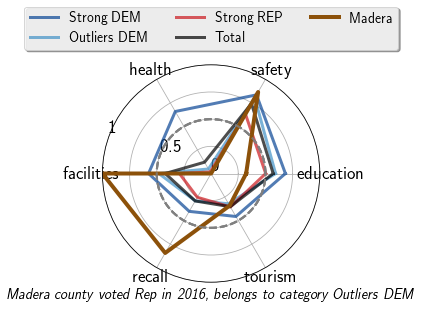 Strong DEM Strong REP Madera
Outliers DEM Total
health safety
1
0.5
0
facilities education
recall tourism
Madera county voted Rep in 2016, belongs to category Outliers DEM